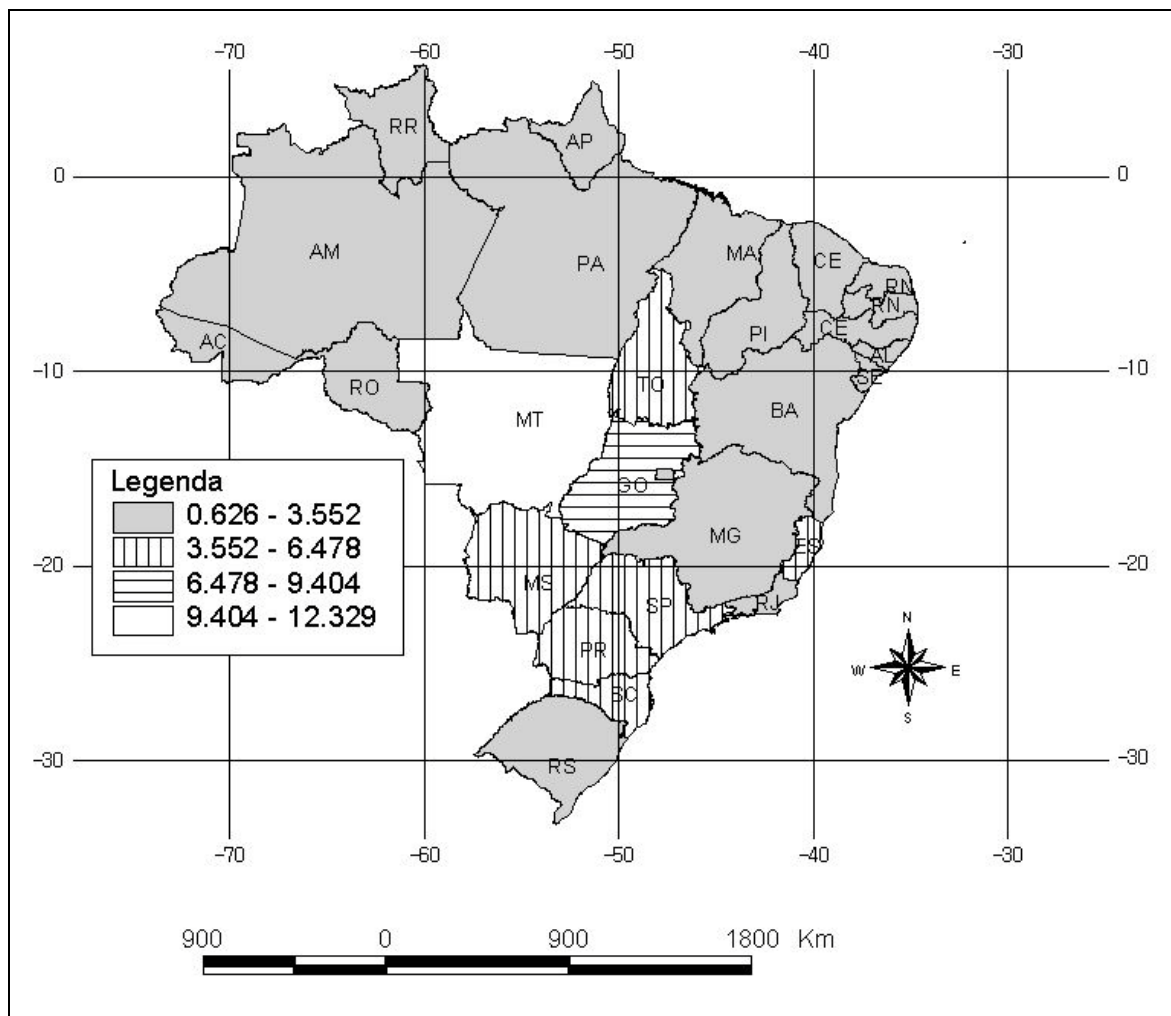 −70 −60 −50 −40 −30
RR
AP
0 0
AM
PA
MA
CE
RN
RN
AC
PI
CE
AL
−10 −10
RO
TO
SE
MT
BA
Legenda
0.626 - 3.552
3.552 - 6.478
6.478 - 9.404
9.404 - 12.329
GO
MG
ES
−20 −20
MS
SP
RJ
PR
SC
N
W E
S
−30 −30
RS
−70 −60 −50 −40 −30
900 0 900 1800 Km